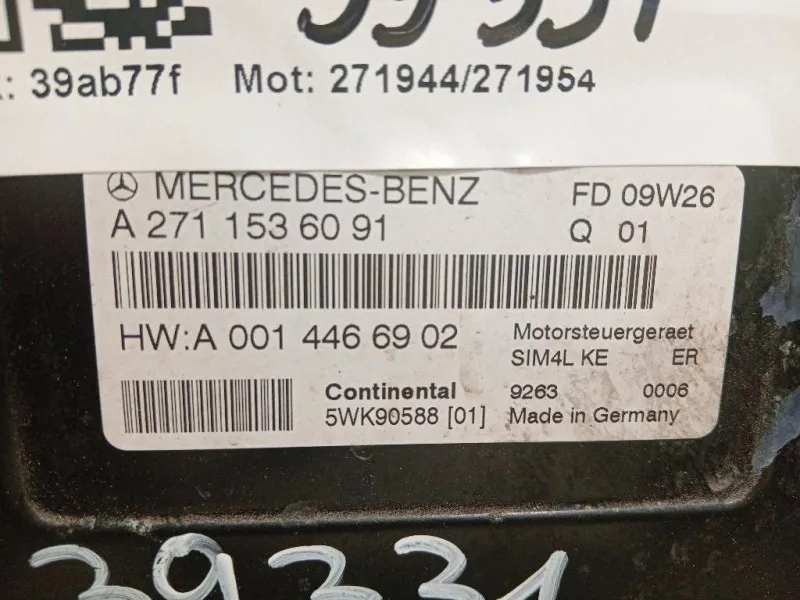 39ab77f Mot: 271944/271954
MERCEDES-BENZ FD 09W26
A 271 153 60 91 Q 01
HW:A 001 446 69 02 Motorsteuergeraet
SIM4L KE ER
Continental 9263 0006
5WK90588 [01] Made in Germany
39331